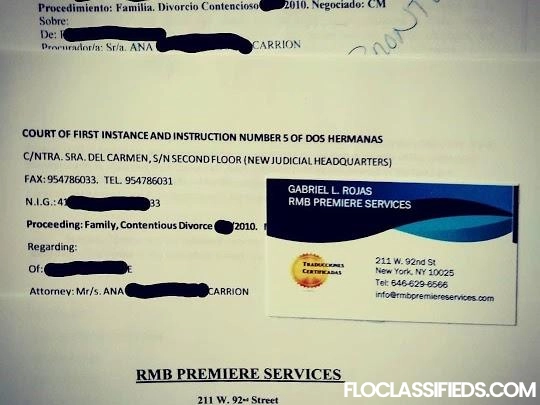 Procedimiento: Familia. Divorcio Contencioso 2010. Negociado: CM
Sobre:
De:
Procurador/a: Sr/a. ANA CARRION
COURT OF FIRST INSTANCE AND INSTRUCTION NUMBER 5 OF DOS HERMANAS
C/NTRA. SRA. DEL CARMEN, S/N SECOND FLOOR (NEW JUDICIAL HEADQUARTERS)
FAX: 954786033. TEL. 954786031
N.I.G.: 41 33
Proceeding: Family, Contentious Divorce /2010.
Regarding:
Of: E
Attorney: Mr/s. ANA CARRION
GABRIEL L. ROJAS
RMB PREMIERE SERVICES
TRADUCCIONES
CERTIFICADAS
211 W. 92nd St
New York, NY 10025
Tel: 646-629-6566
info@rmbpremiereservices.com
RMB PREMIERE SERVICES
211 W. 92nd Street
FLOCLASSIFIEDS.COM